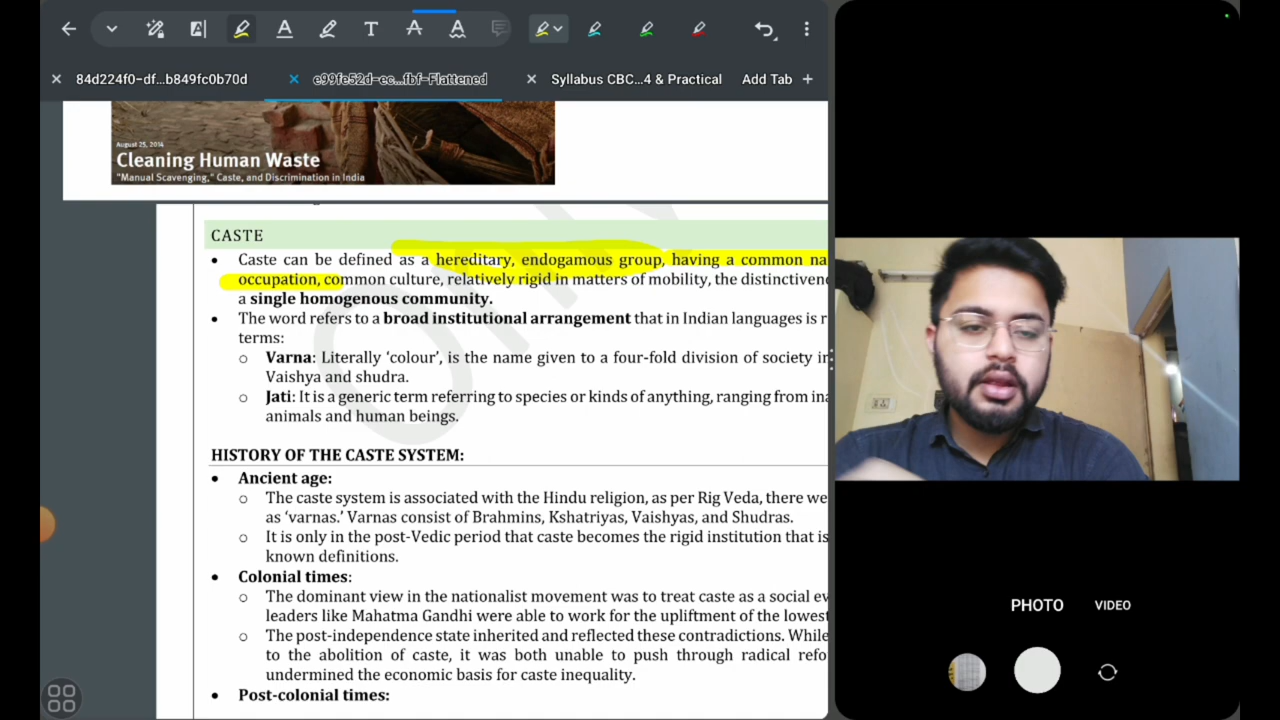 84d224f0-df...b849fc0b70d
e99fe52d-ec...fbf-Flattened
Syllabus CBC...4 & Practical
Add Tab +
August 25, 2014
Cleaning Human Waste
"Manual Scavenging," Caste, and Discrimination in India
CASTE
• Caste can be defined as a hereditary, endogamous group, having a common na
occupation, common culture, relatively rigid in matters of mobility, the distinctivene
a single homogenous community.
• The word refers to a broad institutional arrangement that in Indian languages is r
terms:
o Varna: Literally ‘colour’, is the name given to a four-fold division of society in
Vaishya and shudra.
o Jati: It is a generic term referring to species or kinds of anything, ranging from ina
animals and human beings.
HISTORY OF THE CASTE SYSTEM:
• Ancient age:
o The caste system is associated with the Hindu religion, as per Rig Veda, there we
as ‘varnas.’ Varnas consist of Brahmins, Kshatriyas, Vaishyas, and Shudras.
o It is only in the post-Vedic period that caste becomes the rigid institution that is
known definitions.
• Colonial times:
o The dominant view in the nationalist movement was to treat caste as a social ev
leaders like Mahatma Gandhi were able to work for the upliftment of the lowest
o The post-independence state inherited and reflected these contradictions. While
to the abolition of caste, it was both unable to push through radical refo
undermined the economic basis for caste inequality.
• Post-colonial times:
PHOTO VIDEO